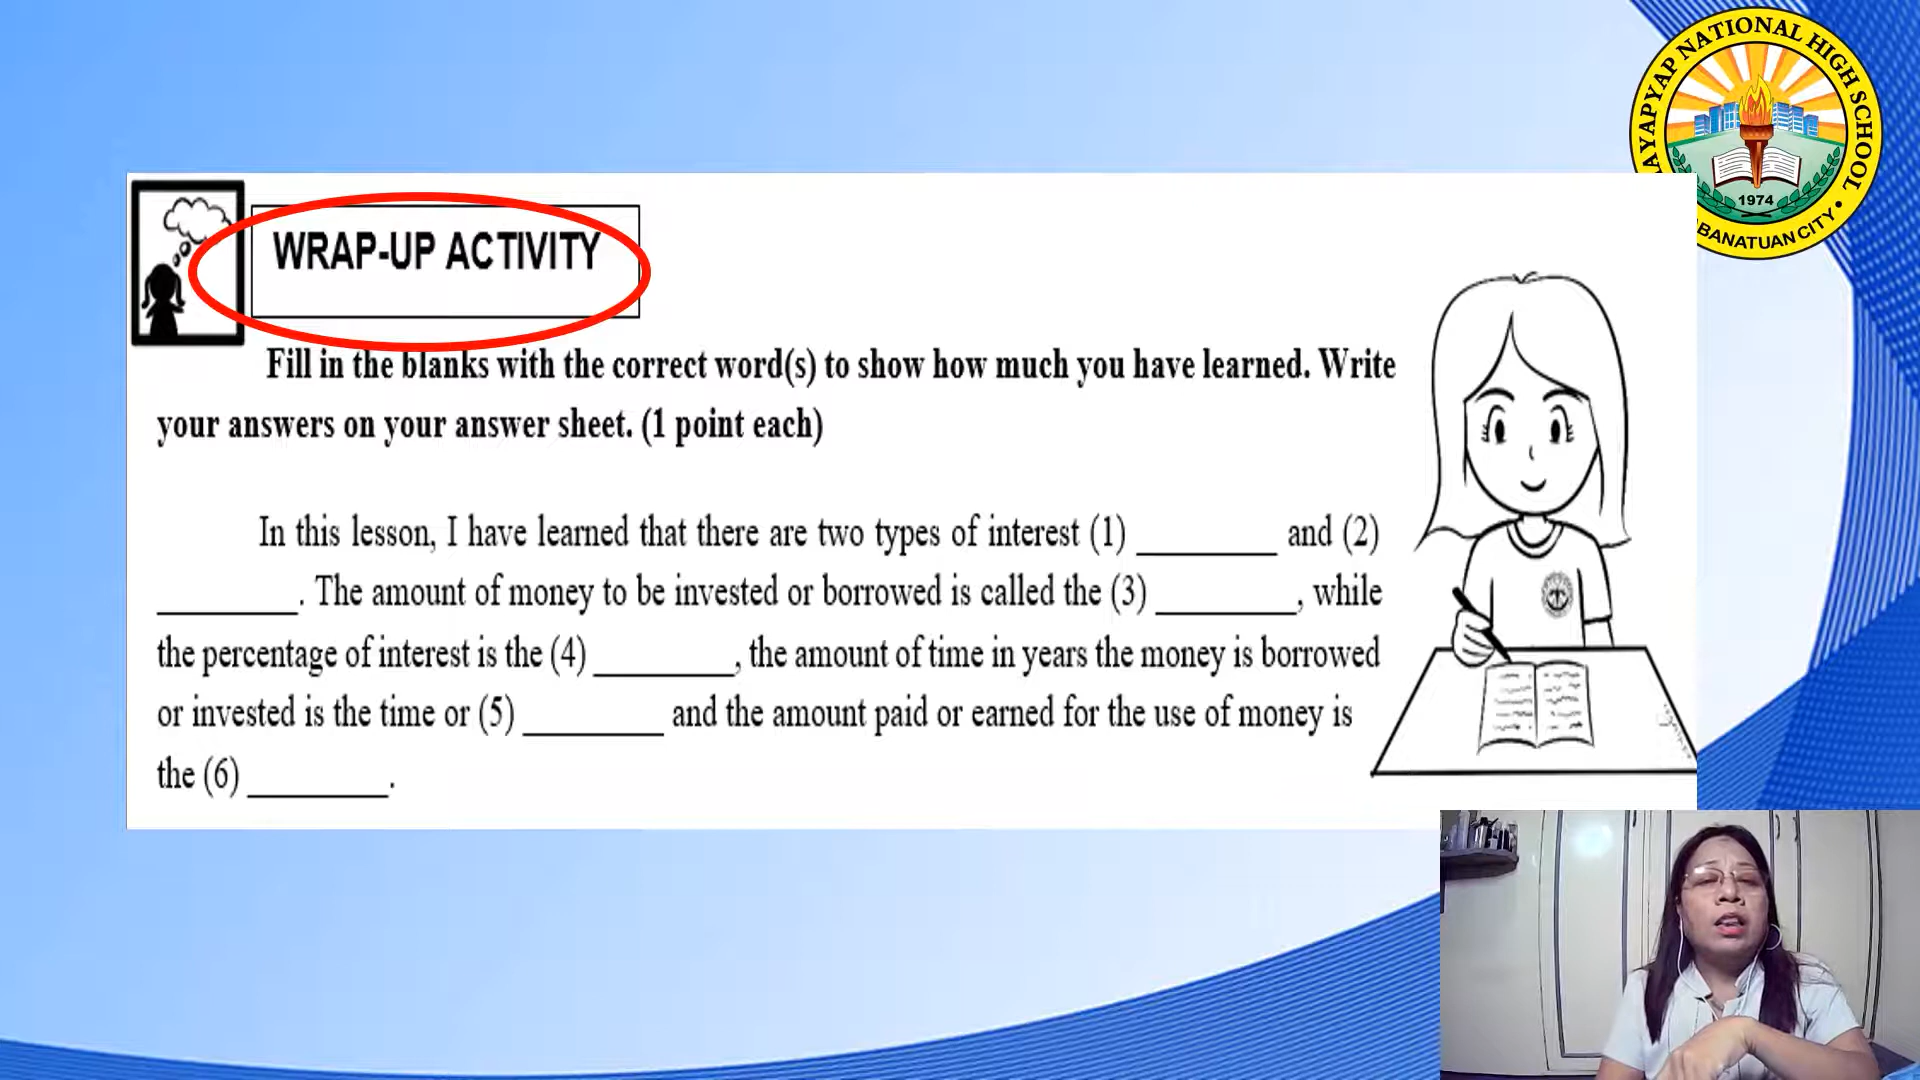 AYAPYAP NATIONAL HIGH SCHOOL •
1974
BANATUAN CITY •
WRAP-UP ACTIVITY
Fill in the blanks with the correct word(s) to show how much you have learned. Write
your answers on your answer sheet. (1 point each)
In this lesson, I have learned that there are two types of interest (1) ________ and (2)
________. The amount of money to be invested or borrowed is called the (3) ________, while
the percentage of interest is the (4) ________, the amount of time in years the money is borrowed
or invested is the time or (5) ________ and the amount paid or earned for the use of money is
the (6) ________.